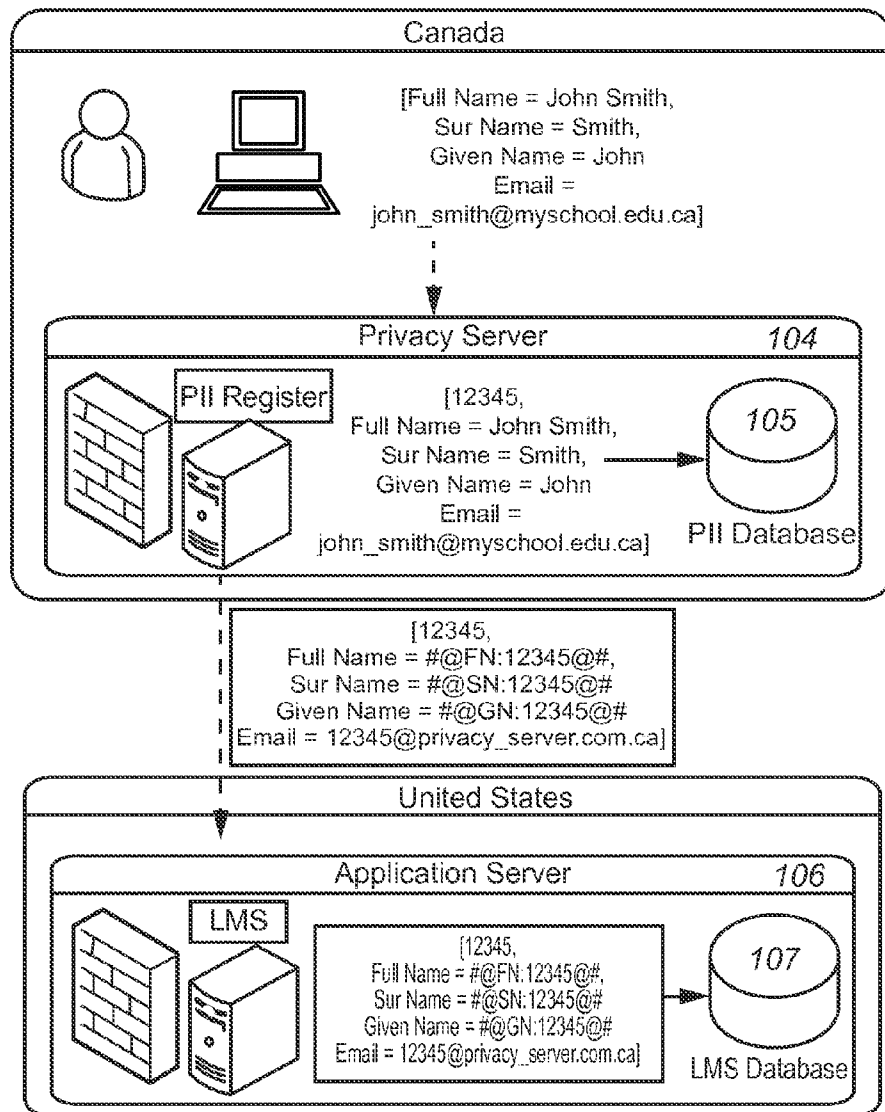 Canada
[Full Name = John Smith,
Sur Name = Smith,
Given Name = John
Email =
john_smith@myschool.edu.ca]
Privacy Server
104
PII Register
[12345,
Full Name = John Smith,
Sur Name = Smith,
Given Name = John
Email =
john_smith@myschool.edu.ca]
105
PII Database
[12345,
Full Name = #@FN:12345@#,
Sur Name = #@SN:12345@#
Given Name = #@GN:12345@#
Email = 12345@privacy_server.com.ca]
United States
Application Server
106
LMS
[12345,
Full Name = #@FN:12345@#,
Sur Name = #@SN:12345@#
Given Name = #@GN:12345@#
Email = 12345@privacy_server.com.ca]
107
LMS Database